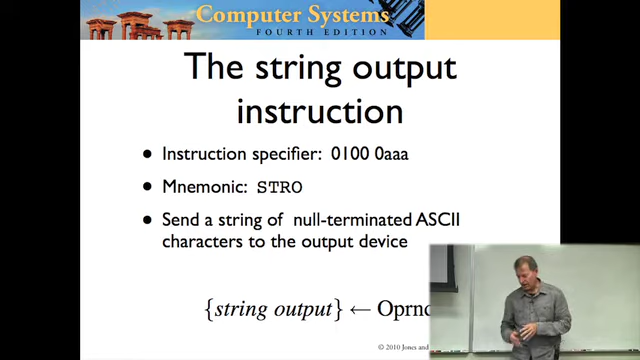 Computer Systems
FOURTH EDITION
The string output
instruction
• Instruction specifier: 0100 0aaa
• Mnemonic: STRO
• Send a string of null-terminated ASCII
characters to the output device
{string output} ← Oprnd
© 2010 Jones and